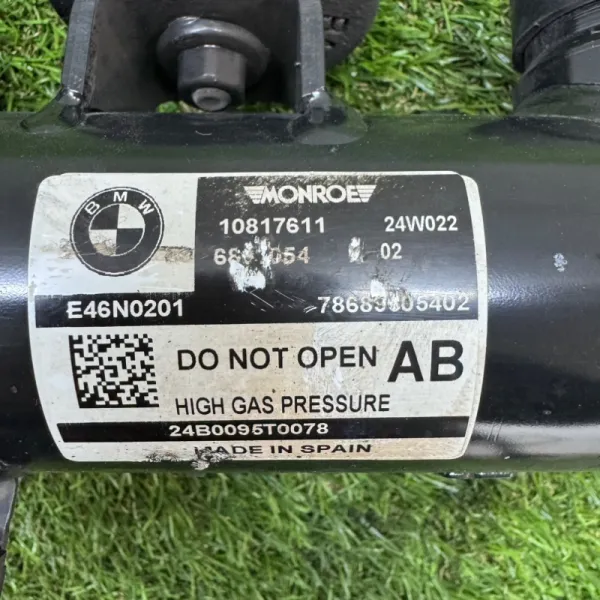 BMW
MONROE
10817611 24W022
02
E46N0201
DO NOT OPEN AB
HIGH GAS PRESSURE
24B0095T0078
MADE IN SPAIN